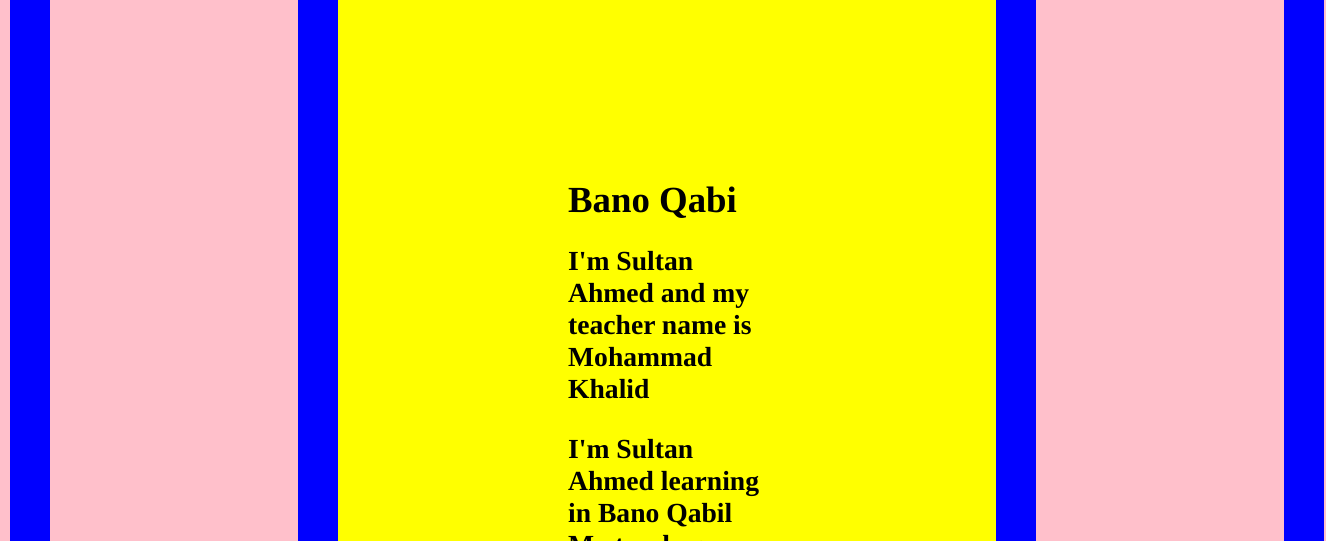 Bano Qabi
I'm Sultan
Ahmed and my
teacher name is
Mohammad
Khalid
I'm Sultan
Ahmed learning
in Bano Qabil